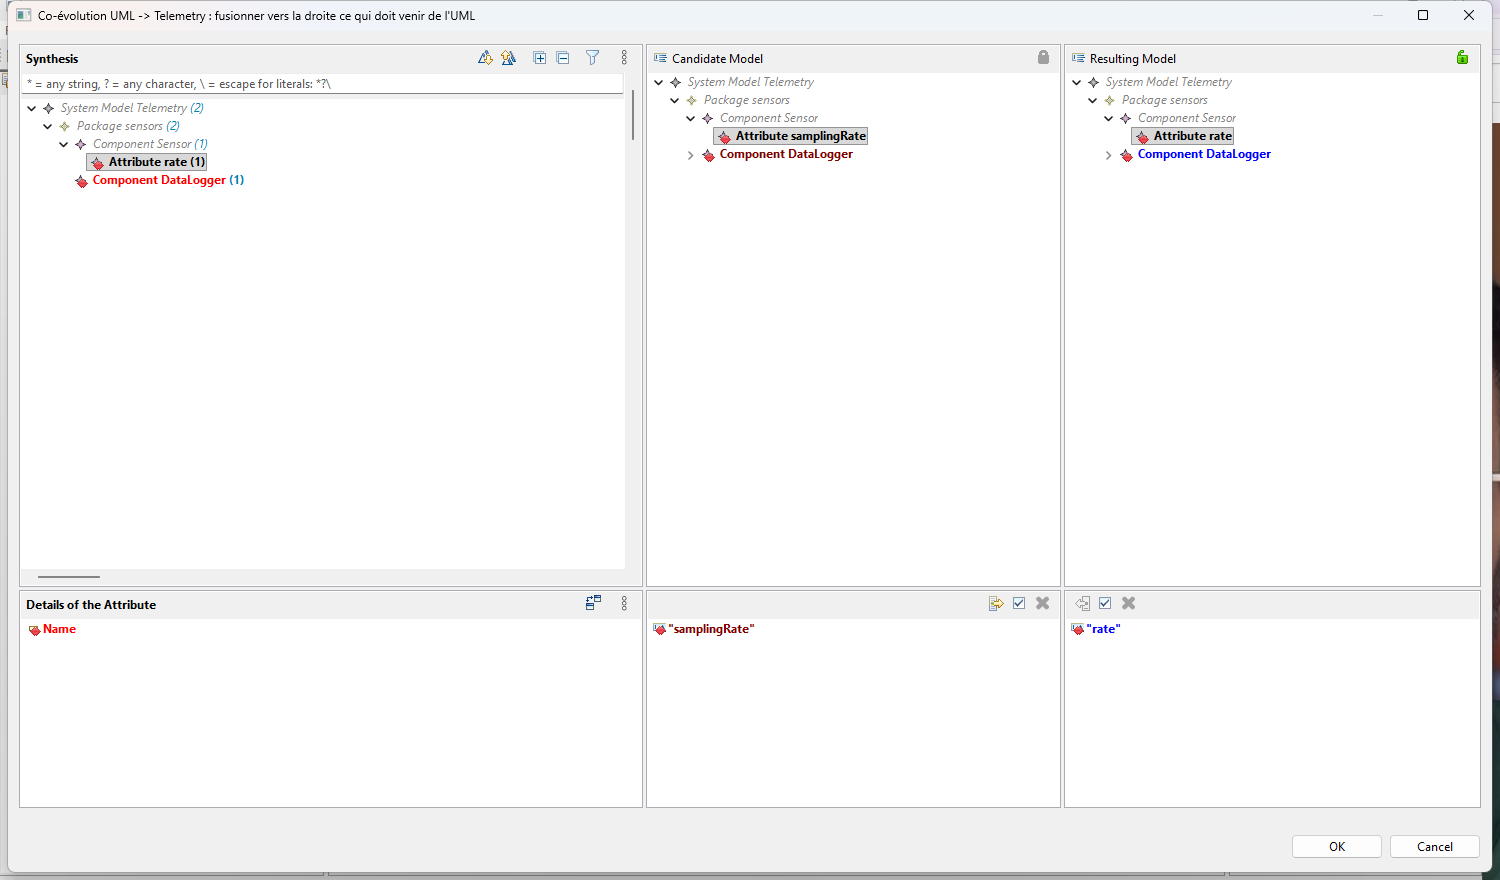 Co-évolution UML -> Telemetry : fusionner vers la droite ce qui doit venir de l'UML
Synthesis
* = any string, ? = any character, \ = escape for literals: *?\
System Model Telemetry (2)
Package sensors (2)
Component Sensor (1)
Attribute rate (1)
Component DataLogger (1)
Candidate Model
System Model Telemetry
Package sensors
Component Sensor
Attribute samplingRate
Component DataLogger
Resulting Model
System Model Telemetry
Package sensors
Component Sensor
Attribute rate
Component DataLogger
Details of the Attribute
Name
"samplingRate"
"rate"
OK
Cancel